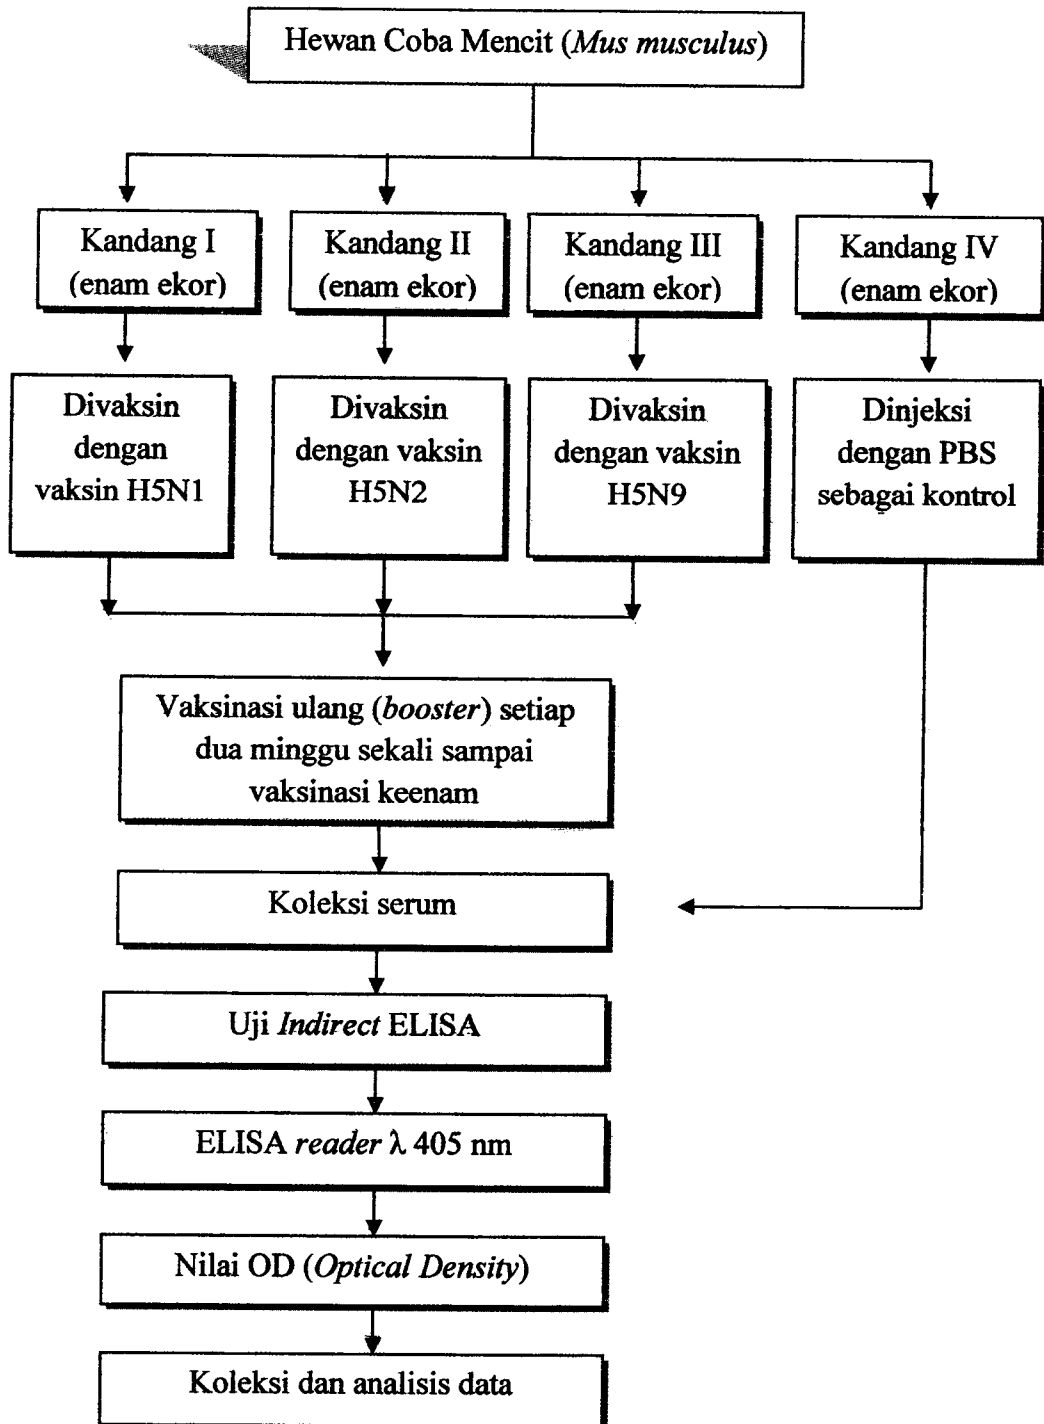 Hewan Coba Mencit (Mus musculus)
Kandang I
(enam ekor)
Kandang II
(enam ekor)
Kandang III
(enam ekor)
Kandang IV
(enam ekor)
Divaksin
dengan
vaksin H5N1
Divaksin
dengan vaksin
H5N2
Divaksin
dengan vaksin
H5N9
Dinjeksi
dengan PBS
sebagai kontrol
Vaksinasi ulang (booster) setiap
dua minggu sekali sampai
vaksinasi keenam
Koleksi serum
Uji Indirect ELISA
ELISA reader λ 405 nm
Nilai OD (Optical Density)
Koleksi dan analisis data